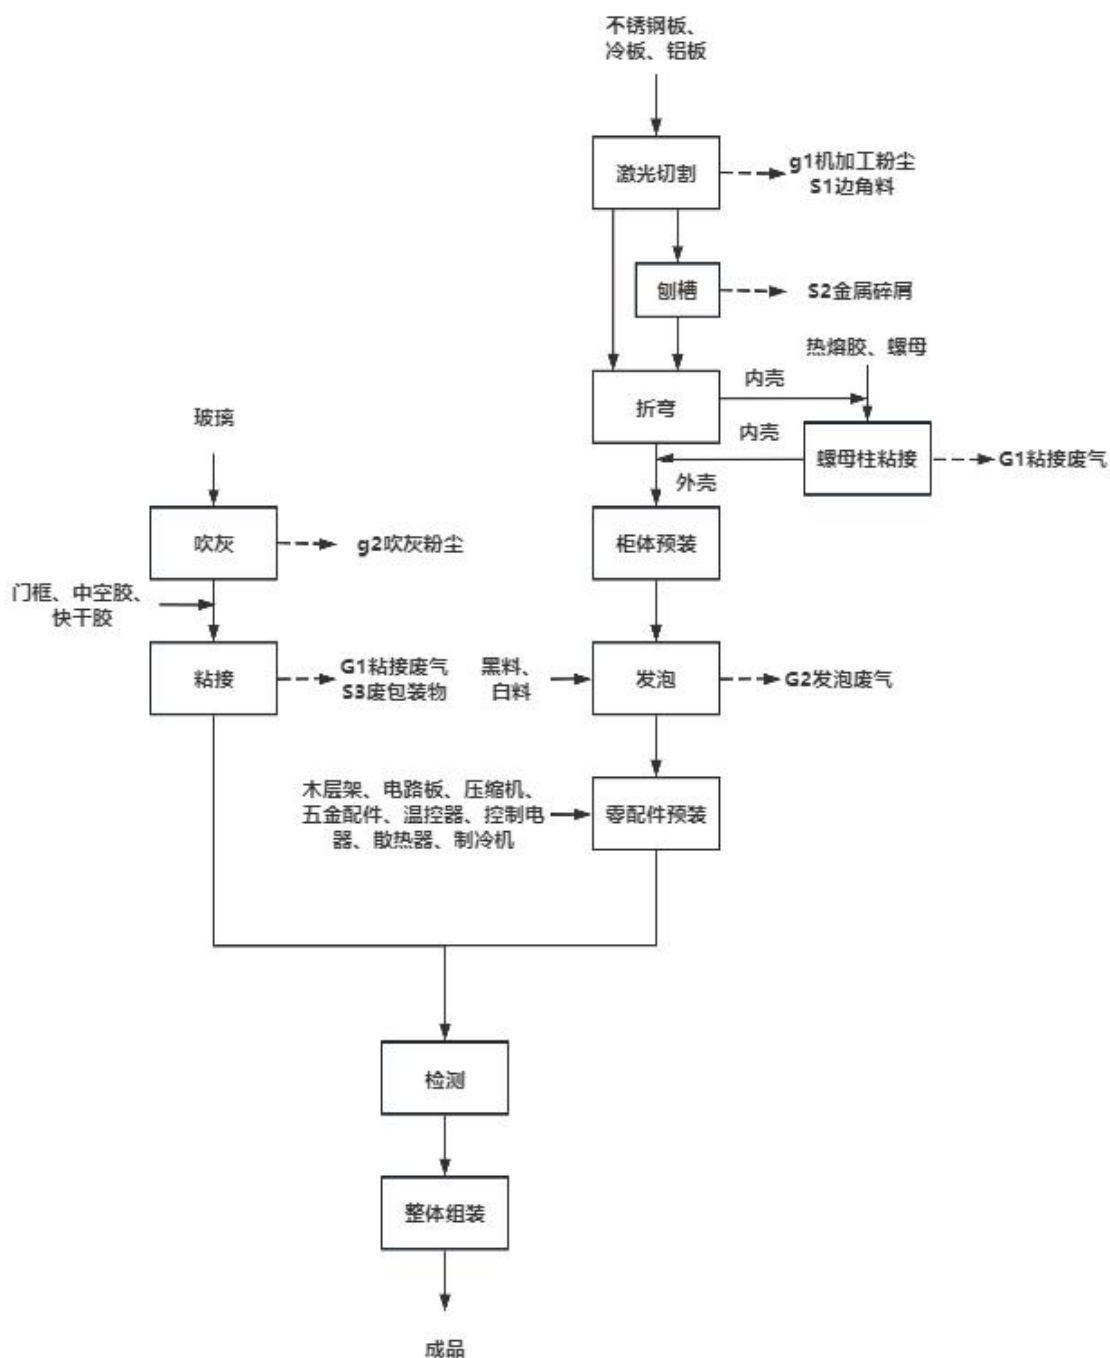 不锈钢板、
冷板、铝板
激光切割
g1机加工粉尘
S1边角料
刨槽
S2金属碎屑
热熔胶、螺母
内壳
折弯
玻璃
内壳
螺母柱粘接
G1粘接废气
外壳
吹灰
g2吹灰粉尘
柜体预装
门框、中空胶、
快干胶
粘接
G1粘接废气
S3废包装物
黑料、
白料
发泡
G2发泡废气
木层架、电路板、压缩机、
五金配件、温控器、控制电
器、散热器、制冷机
零配件预装
检测
整体组装
成品